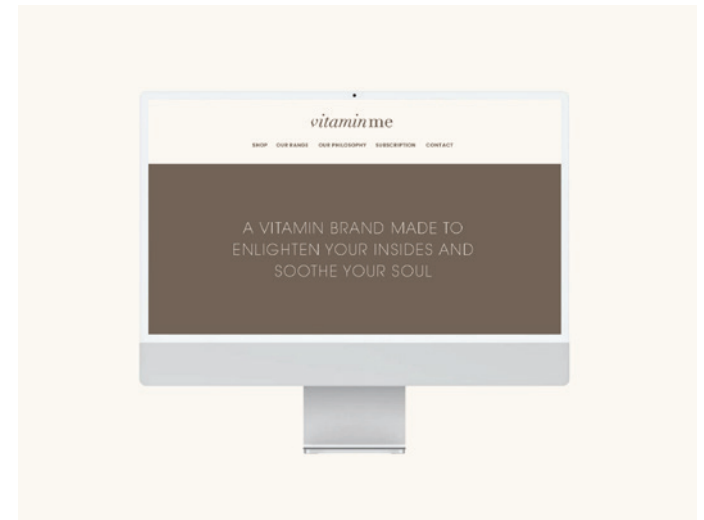 vitaminme
SHOP OUR RANGE OUR PHILOSOPHY SUBSCRIPTION CONTACT
A VITAMIN BRAND MADE TO
ENLIGHTEN YOUR INSIDES AND
SOOTHE YOUR SOUL